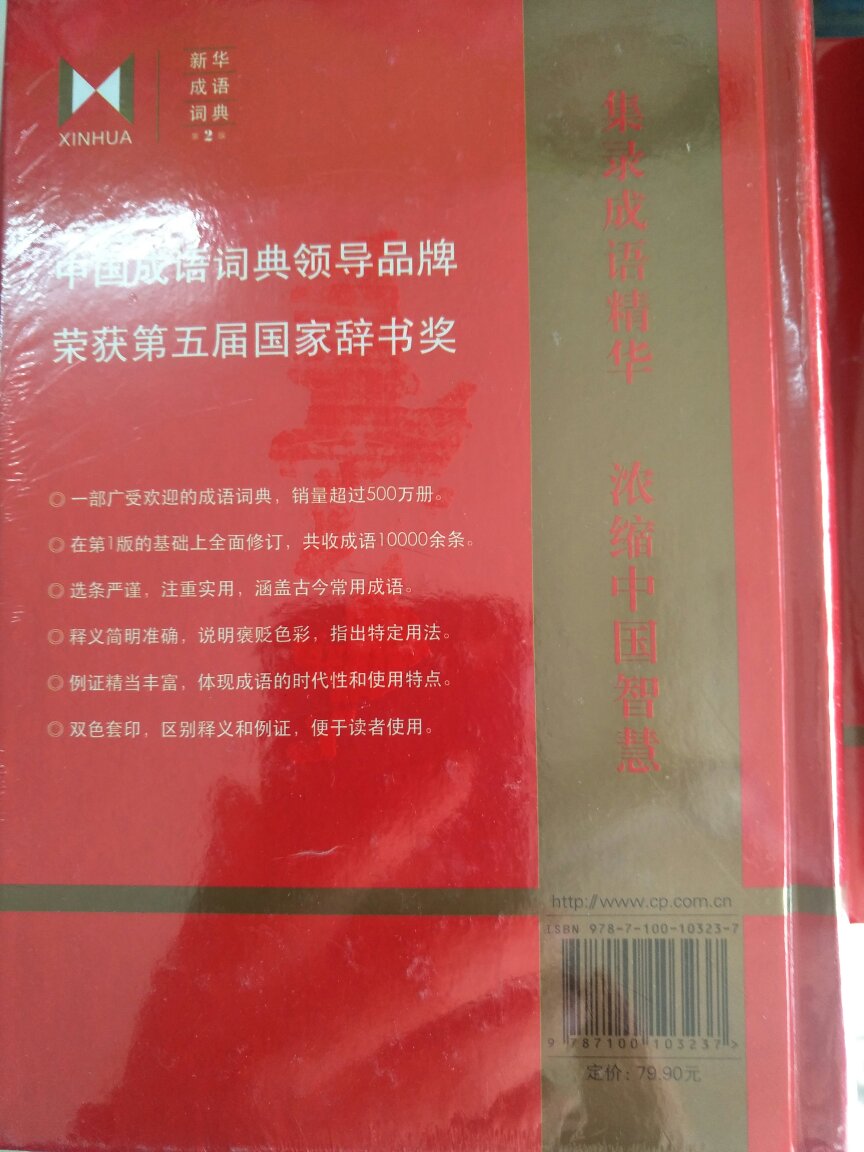 XINHUA
新华
成语
词典
第2版
中国成语词典领导品牌
荣获第五届国家辞书奖
◎一部广受欢迎的成语词典，销量超过500万册。
◎在第1版的基础上全面修订，共收成语10000余条。
◎选条严谨，注重实用，涵盖古今常用成语。
◎释义简明准确，说明褒贬色彩，指出特定用法。
◎例证精当丰富，体现成语的时代性和使用特点。
◎双色套印，区别释义和例证，便于读者使用。
集录成语精华 浓缩中国智慧
http://www.cp.com.cn
ISBN 978-7-100-10323-7
9 787100 103237 >
定价：79.90元